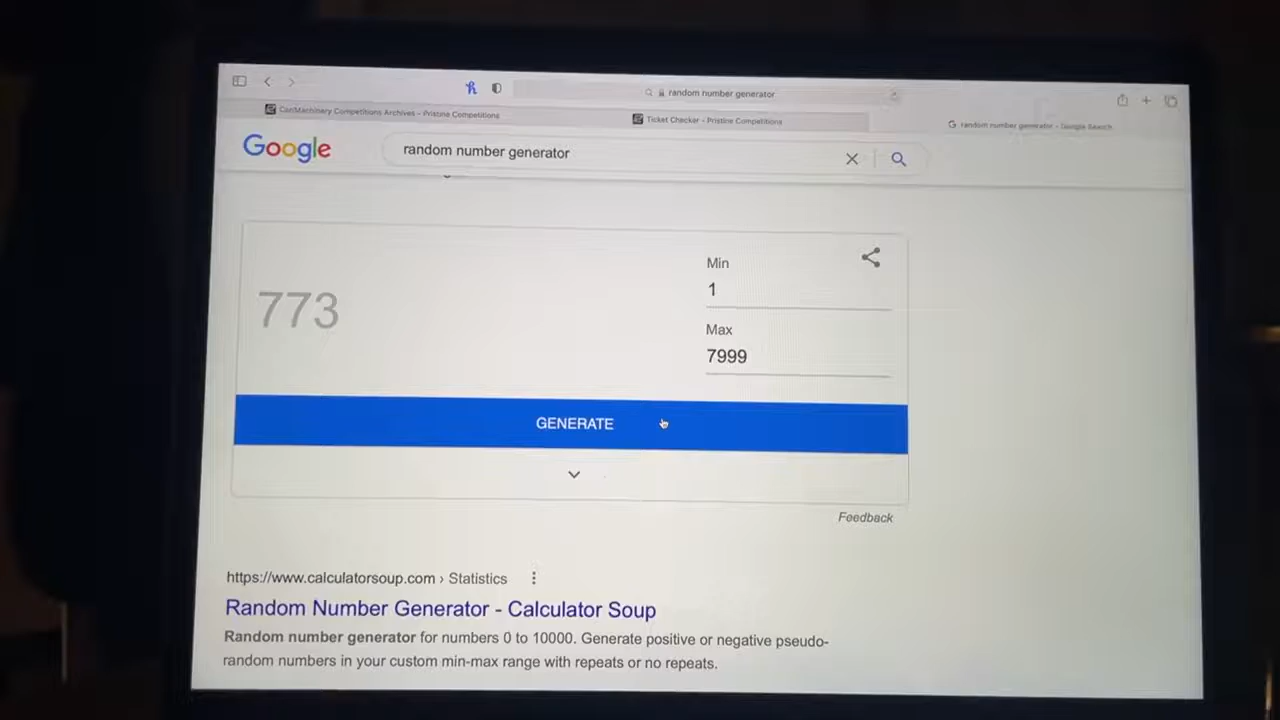 random number generator
CanMachinery Competitions Archives - Pristine Competitions
Ticket Checker - Pristine Competitions
G random number generator - Google Search
Google
random number generator
773
Min
1
Max
7999
GENERATE
Feedback
https://www.calculatorsoup.com › Statistics
Random Number Generator - Calculator Soup
Random number generator for numbers 0 to 10000. Generate positive or negative pseudo-
random numbers in your custom min-max range with repeats or no repeats.